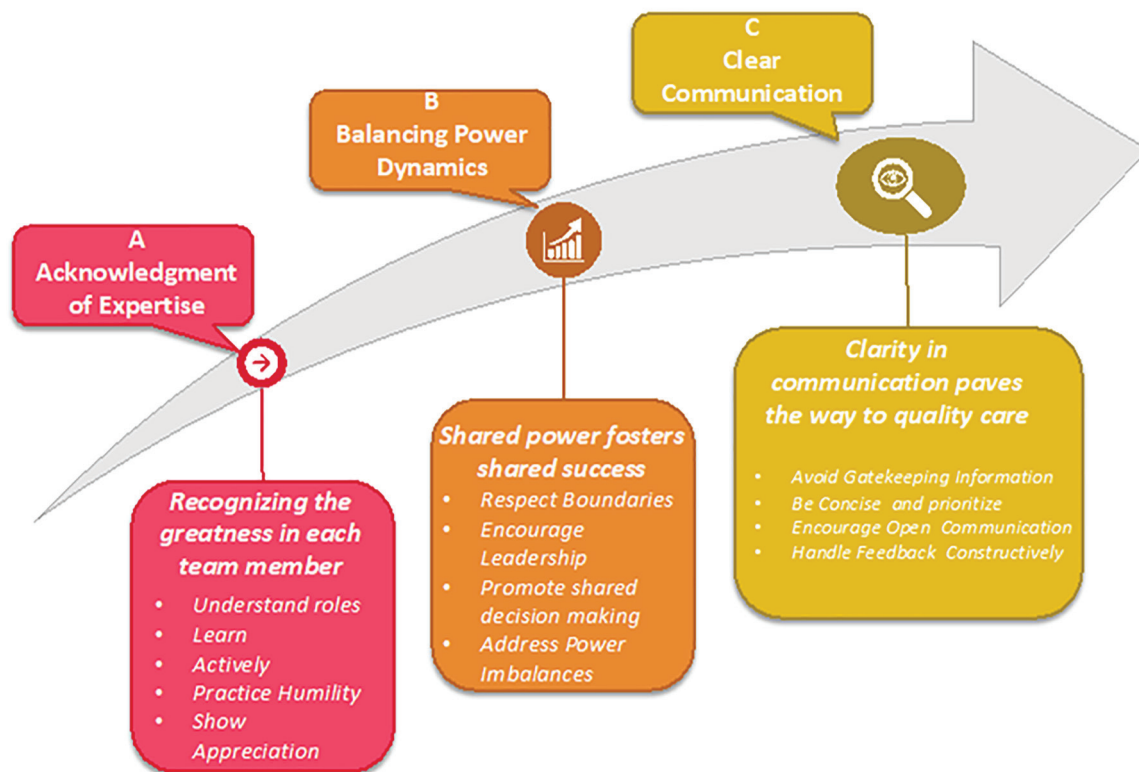 A
Acknowledgment
of Expertise
Recognizing the
greatness in each
team member
• Understand roles
• Learn
• Actively
• Practice Humility
• Show
Appreciation
B
Balancing Power
Dynamics
Shared power fosters
shared success
• Respect Boundaries
• Encourage
Leadership
• Promote shared
decision making
• Address Power
Imbalances
C
Clear
Communication
Clarity in
communication paves
the way to quality care
• Avoid Gatekeeping Information
• Be Concise and prioritize
• Encourage Open Communication
• Handle Feedback Constructively